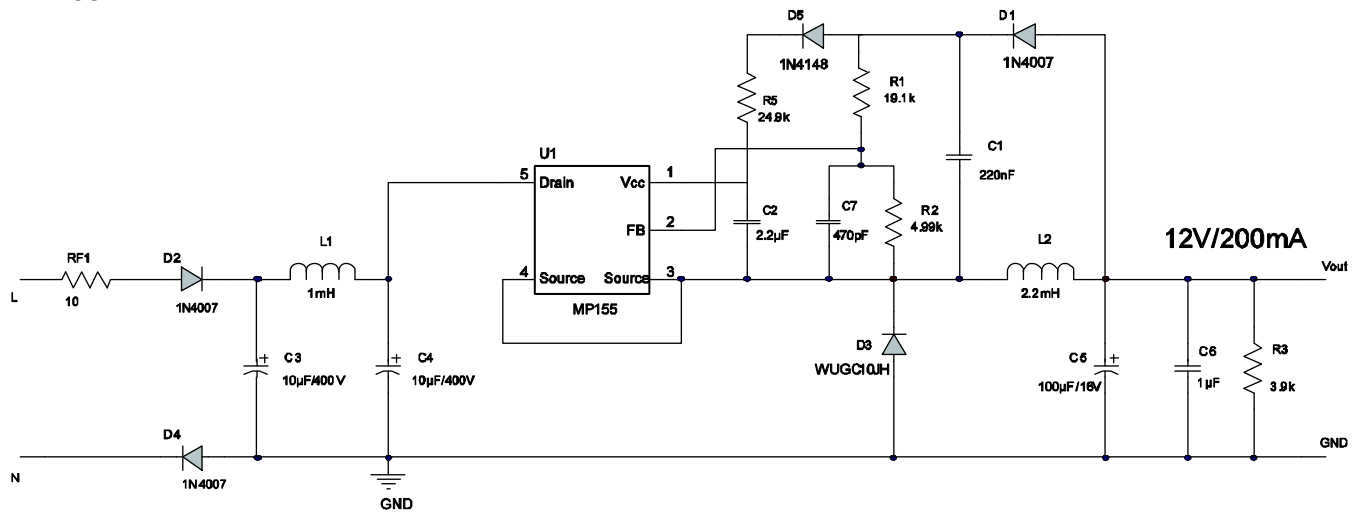 D5
1N4148
D1
1N4007
R5
24.9k
R1
19.1k
C1
220nF
U1
5
Drain
Vcc
1
FB
2
4
Source
Source
3
MP155
C2
2.2µF
C7
470pF
R2
4.99k
L2
2.2mH
12V/200mA
Vout
L
RF1
10
D2
1N4007
L1
1mH
C3
10µF/400V
C4
10µF/400V
D3
WUGC10JH
C5
100µF/16V
C6
1µF
R3
3.9k
N
D4
1N4007
GND
GND